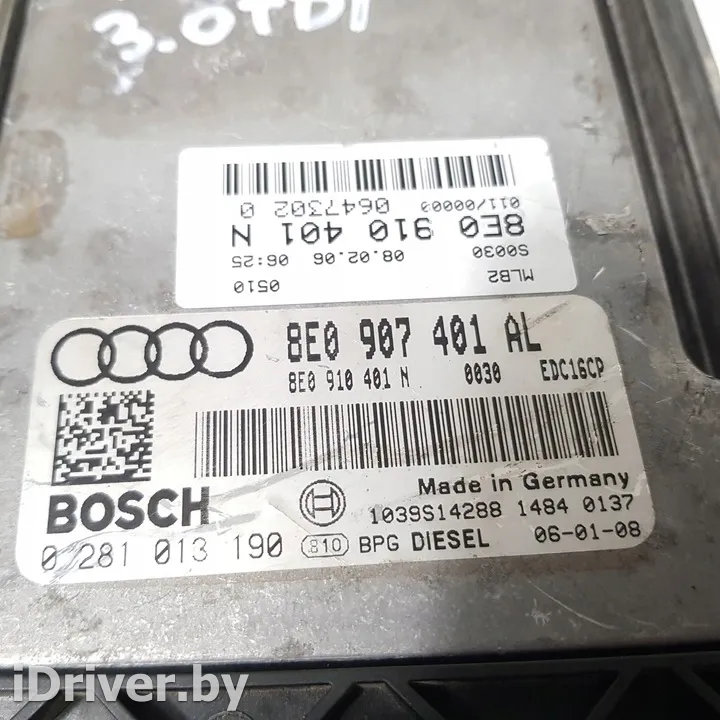 3.0TDI
MLB2 0510
S0030 08.02.06 06:25
8E0 910 401 N
011/00003 0647302 0
8E0 907 401 AL
8E0 910 401 N 0030 EDC16CP
BOSCH
Made in Germany
1039S14288 1484 0137
0 281 013 190 810 BPG DIESEL 06-01-08
iDriver.by